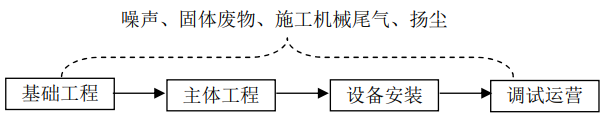 噪声、固体废物、施工机械尾气、扬尘
基础工程
主体工程
设备安装
调试运营